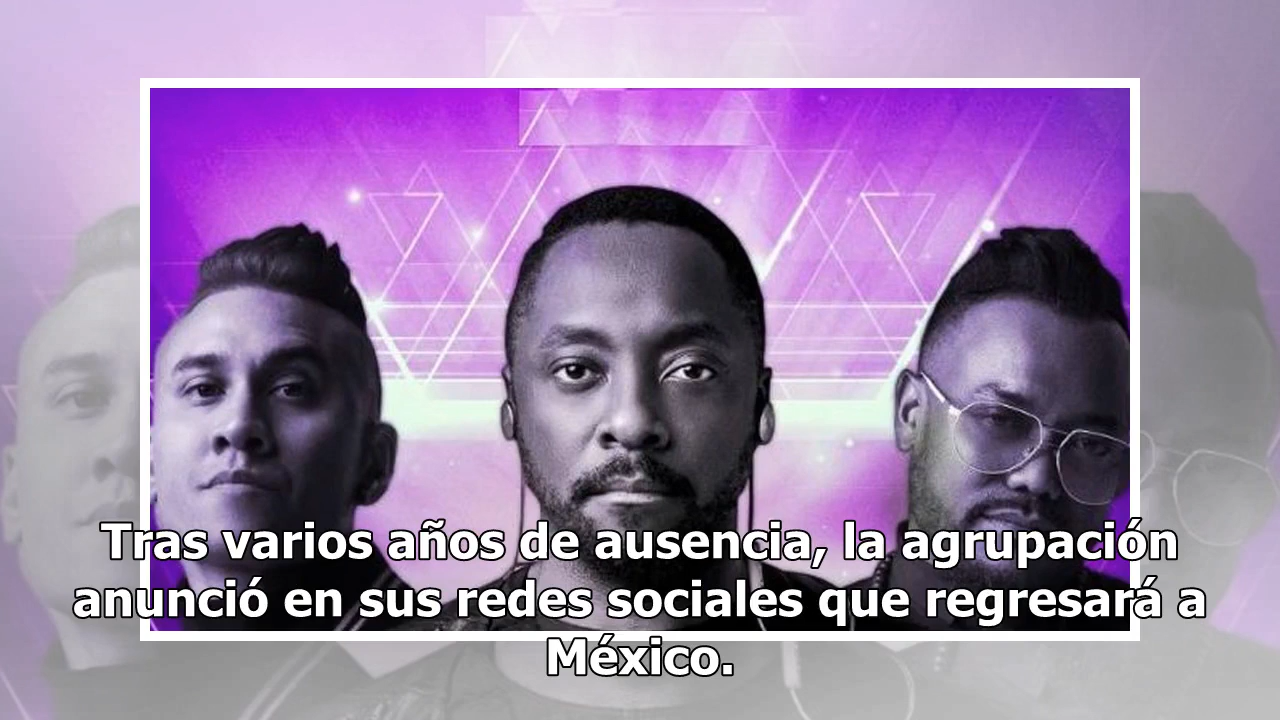 Tras varios años de ausencia, la agrupación
anunció en sus redes sociales que regresará a
México.